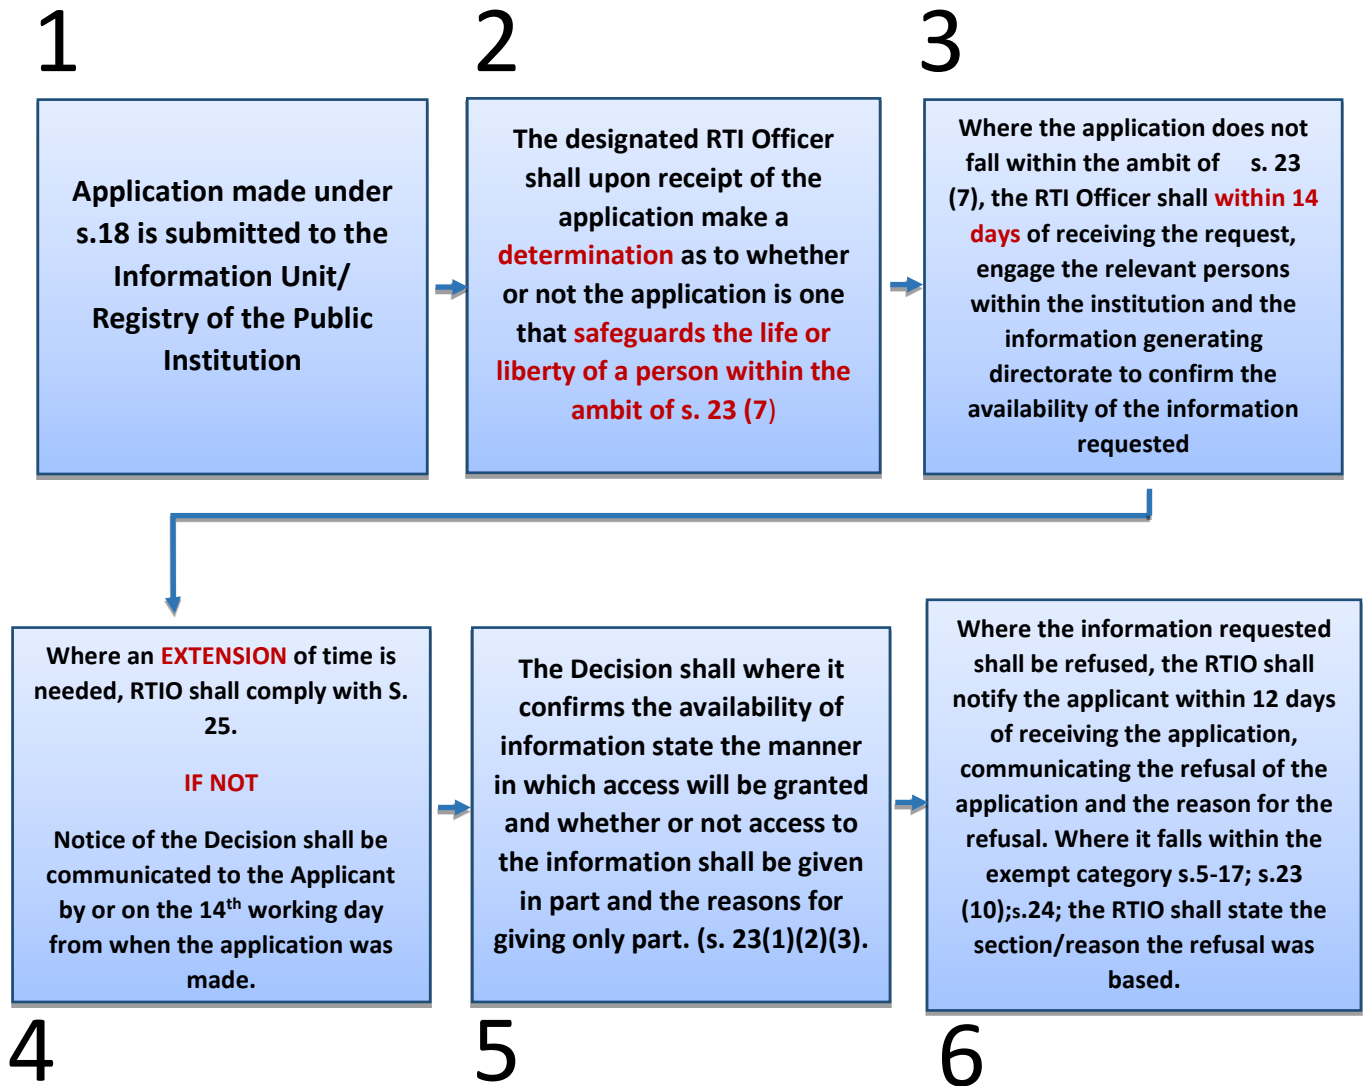 1
Application made under
s.18 is submitted to the
Information Unit/
Registry of the Public
Institution
2
The designated RTI Officer
shall upon receipt of the
application make a
determination as to whether
or not the application is one
that safeguards the life or
liberty of a person within the
ambit of s. 23 (7)
3
Where the application does not
fall within the ambit of s. 23
(7), the RTI Officer shall within 14
days of receiving the request,
engage the relevant persons
within the institution and the
information generating
directorate to confirm the
availability of the information
requested
Where an EXTENSION of time is
needed, RTIO shall comply with S.
25.
IF NOT
Notice of the Decision shall be
communicated to the Applicant
by or on the 14th working day
from when the application was
made.
4
The Decision shall where it
confirms the availability of
information state the manner
in which access will be granted
and whether or not access to
the information shall be given
in part and the reasons for
giving only part. (s. 23(1)(2)(3).
5
Where the information requested
shall be refused, the RTIO shall
notify the applicant within 12 days
of receiving the application,
communicating the refusal of the
application and the reason for the
refusal. Where it falls within the
exempt category s.5-17; s.23
(10);s.24; the RTIO shall state the
section/reason the refusal was
based.
6